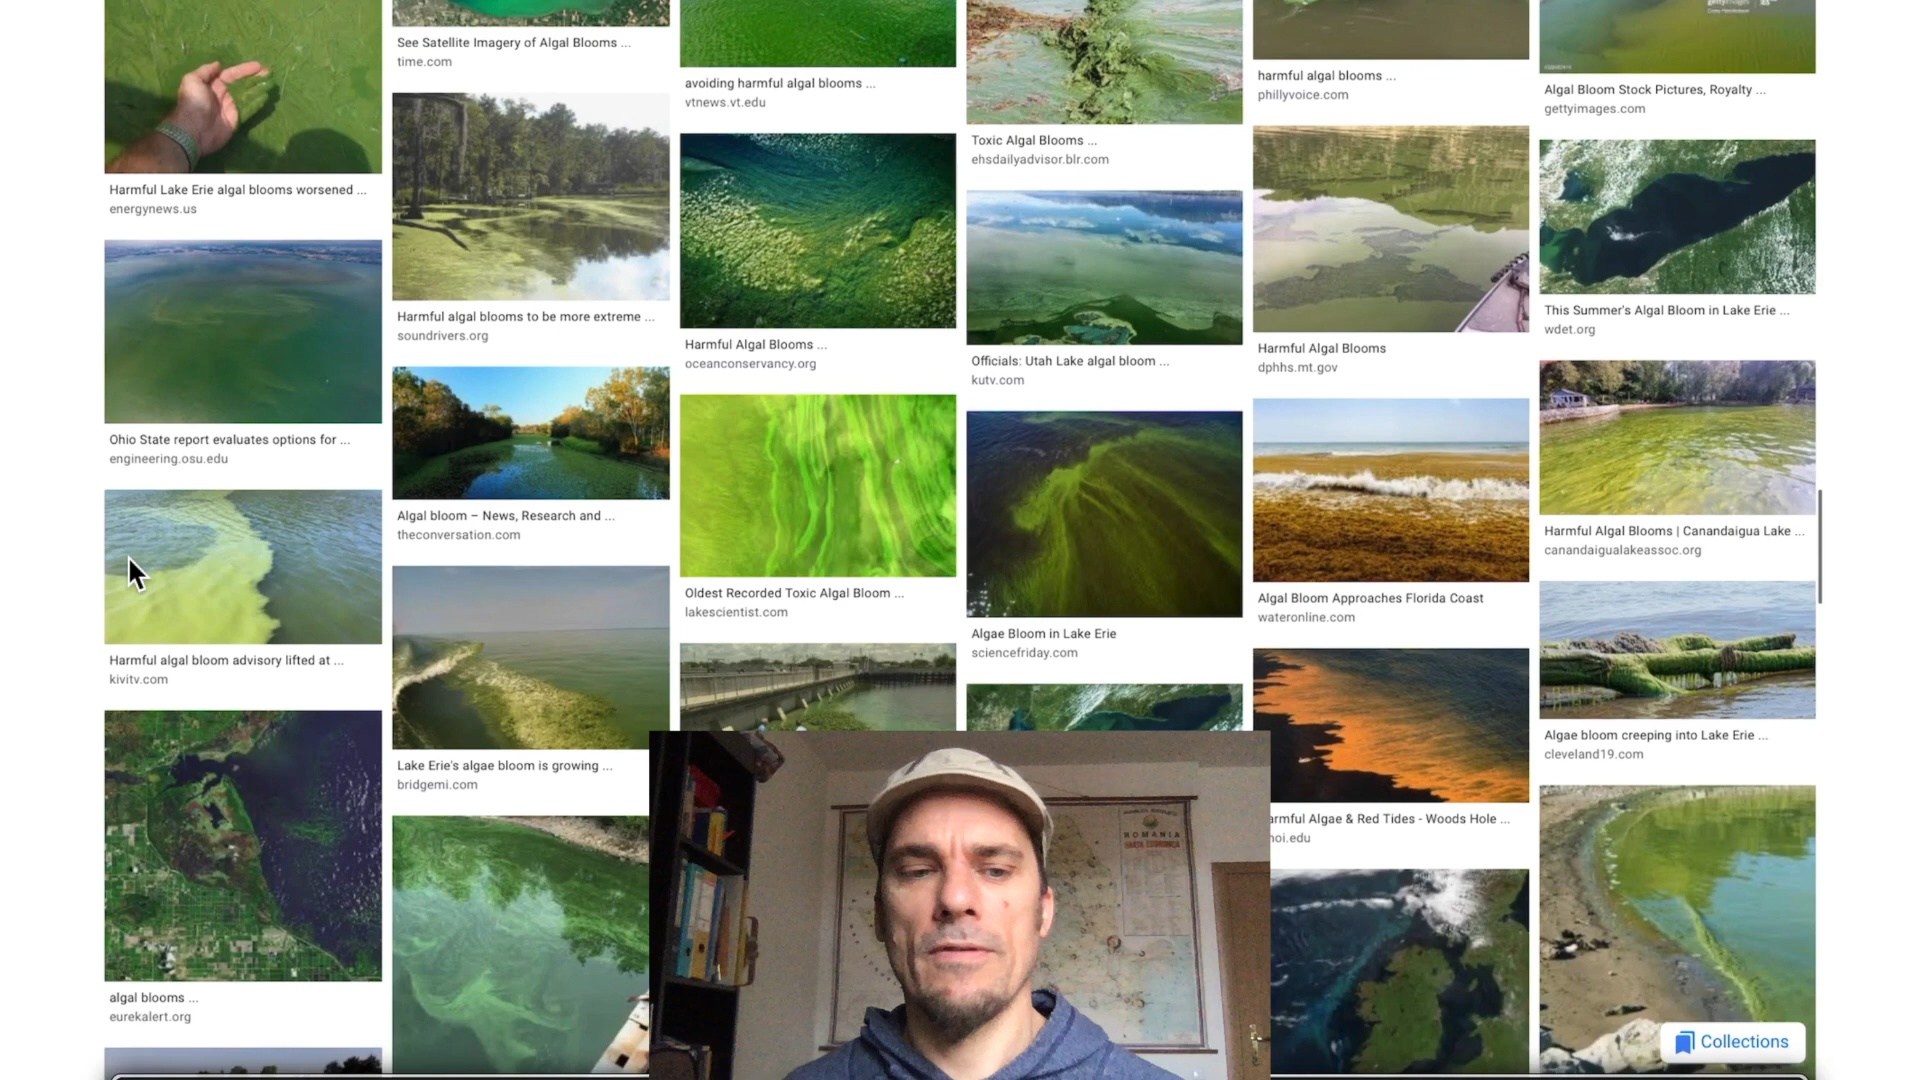 Harmful Lake Erie algal blooms worsened ...
energynews.us
Ohio State report evaluates options for ...
engineering.osu.edu
Harmful algal bloom advisory lifted at ...
kivitv.com
algal blooms ...
eurekalert.org
See Satellite Imagery of Algal Blooms ...
time.com
Harmful algal blooms to be more extreme ...
soundrivers.org
Algal bloom – News, Research and ...
theconversation.com
Lake Erie's algae bloom is growing ...
bridgemi.com
avoiding harmful algal blooms ...
vtnews.vt.edu
Harmful Algal Blooms ...
oceanconservancy.org
Oldest Recorded Toxic Algal Bloom ...
lakescientist.com
Toxic Algal Blooms ...
ehsdailyadvisor.blr.com
Officials: Utah Lake algal bloom ...
kutv.com
Algae Bloom in Lake Erie
sciencefriday.com
harmful algal blooms ...
phillyvoice.com
Harmful Algal Blooms
dphhs.mt.gov
Algal Bloom Approaches Florida Coast
wateronline.com
armful Algae & Red Tides - Woods Hole ...
hoi.edu
gettyimages
Algal Bloom Stock Pictures, Royalty ...
gettyimages.com
This Summer's Algal Bloom in Lake Erie ...
wdet.org
Harmful Algal Blooms | Canandaigua Lake ...
canandaigualakeassoc.org
Algae bloom creeping into Lake Erie ...
cleveland19.com
Collections
ROMANIA